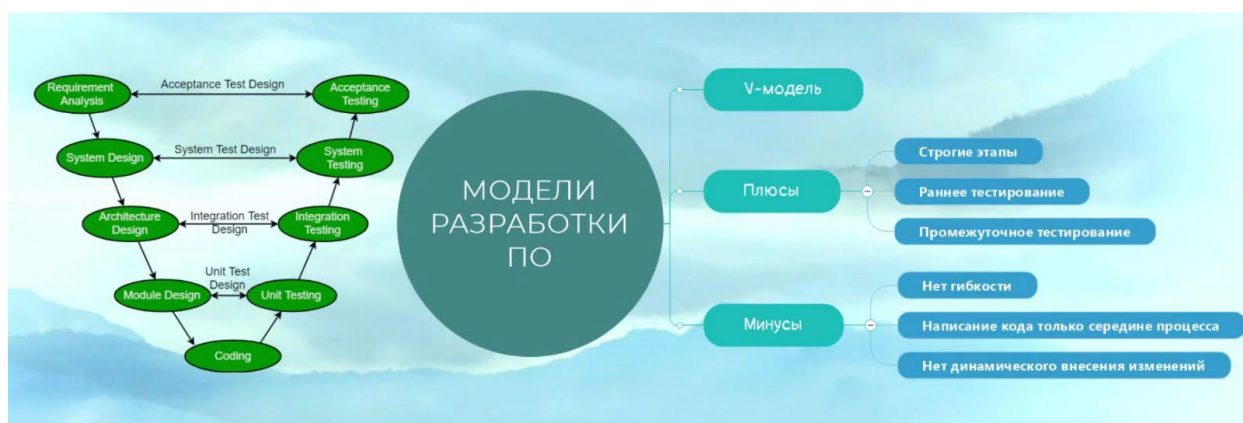 Requirement
Analysis
Acceptance Test Design
Acceptance
Testing
System Design
System Test Design
System
Testing
Architecture
Design
Integration Test
Design
Integration
Testing
Module Design
Unit Test
Design
Unit Testing
Coding
МОДЕЛИ
РАЗРАБОТКИ
ПО
V-модель
Плюсы
Строгие этапы
Раннее тестирование
Промежуточное тестирование
Минусы
Нет гибкости
Написание кода только середине процесса
Нет динамического внесения изменений